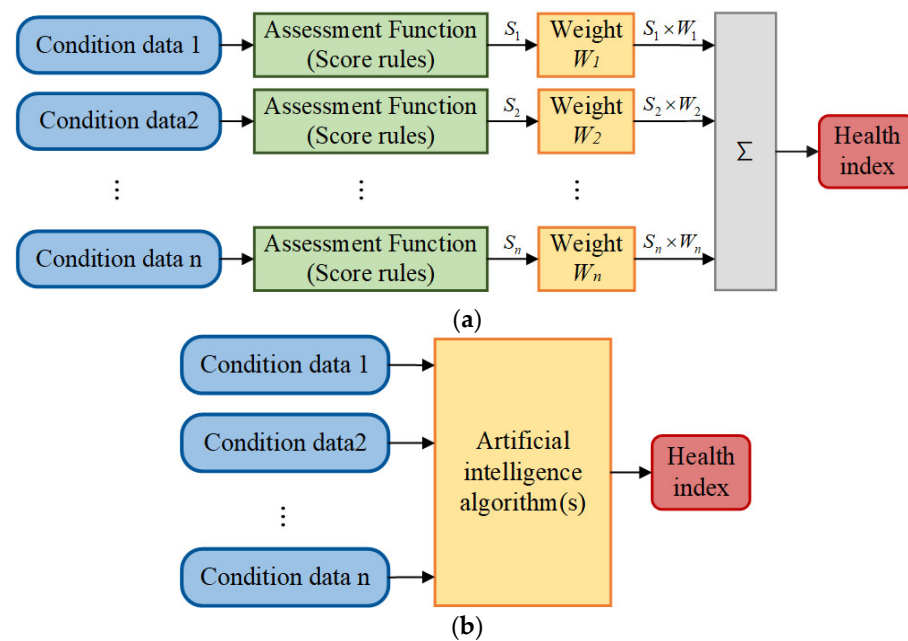 Condition data 1
Assessment Function
(Score rules)
S₁
Weight
W₁
S₁ × W₁
Condition data2
Assessment Function
(Score rules)
S₂
Weight
W₂
S₂ × W₂
Σ
Health
index
⋮
⋮
⋮
Condition data n
Assessment Function
(Score rules)
Sₙ
Weight
Wₙ
Sₙ × Wₙ
(a)
Condition data 1
Condition data2
⋮
Condition data n
Artificial
intelligence
algorithm(s)
Health
index
(b)